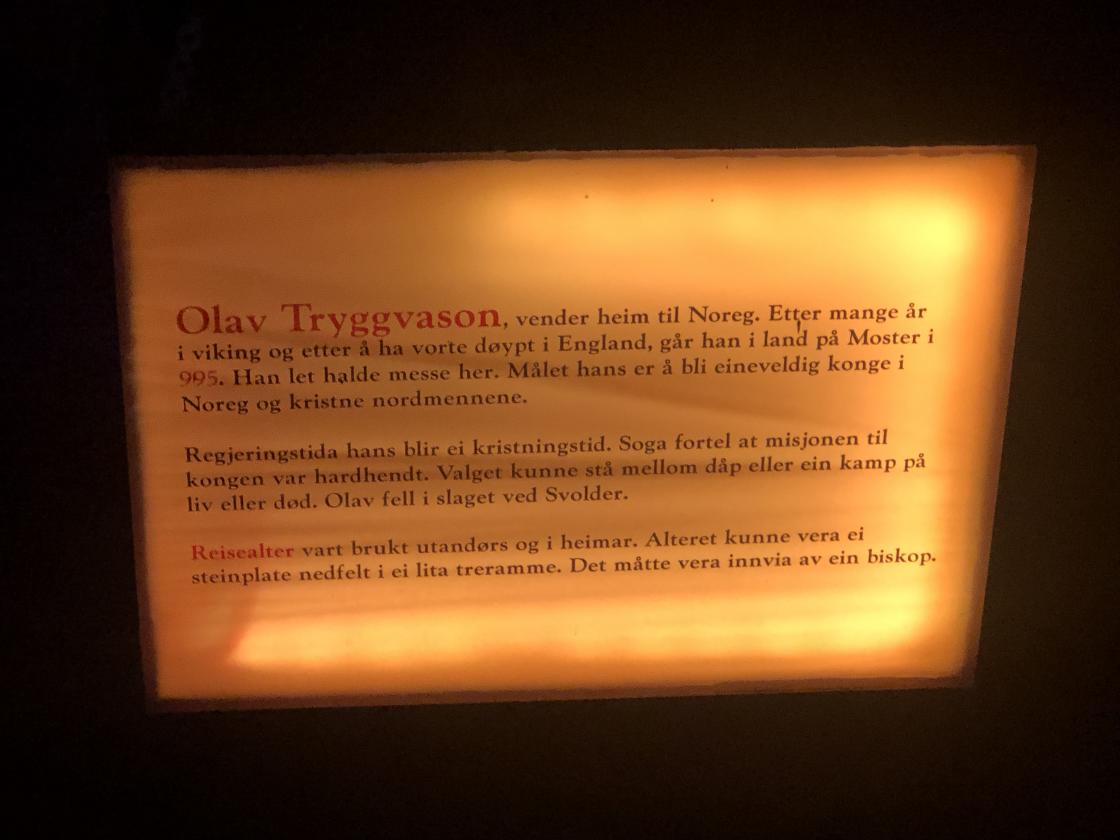 Olav Tryggvason, vender heim til Noreg. Etter mange år
i viking og etter å ha vorte døypt i England, går han i land på Moster i
995. Han let halde messe her. Målet hans er å bli eineveldig konge i
Noreg og kristne nordmennene.
Regjeringstida hans blir ei kristningstid. Soga fortel at misjonen til
kongen var hardhendt. Valget kunne stå mellom dåp eller ein kamp på
liv eller død. Olav fell i slaget ved Svolder.
Reisealter vart brukt utandørs og i heimar. Alteret kunne vera ei
steinplate nedfelt i ei lita treramme. Det måtte vera innvia av ein biskop.